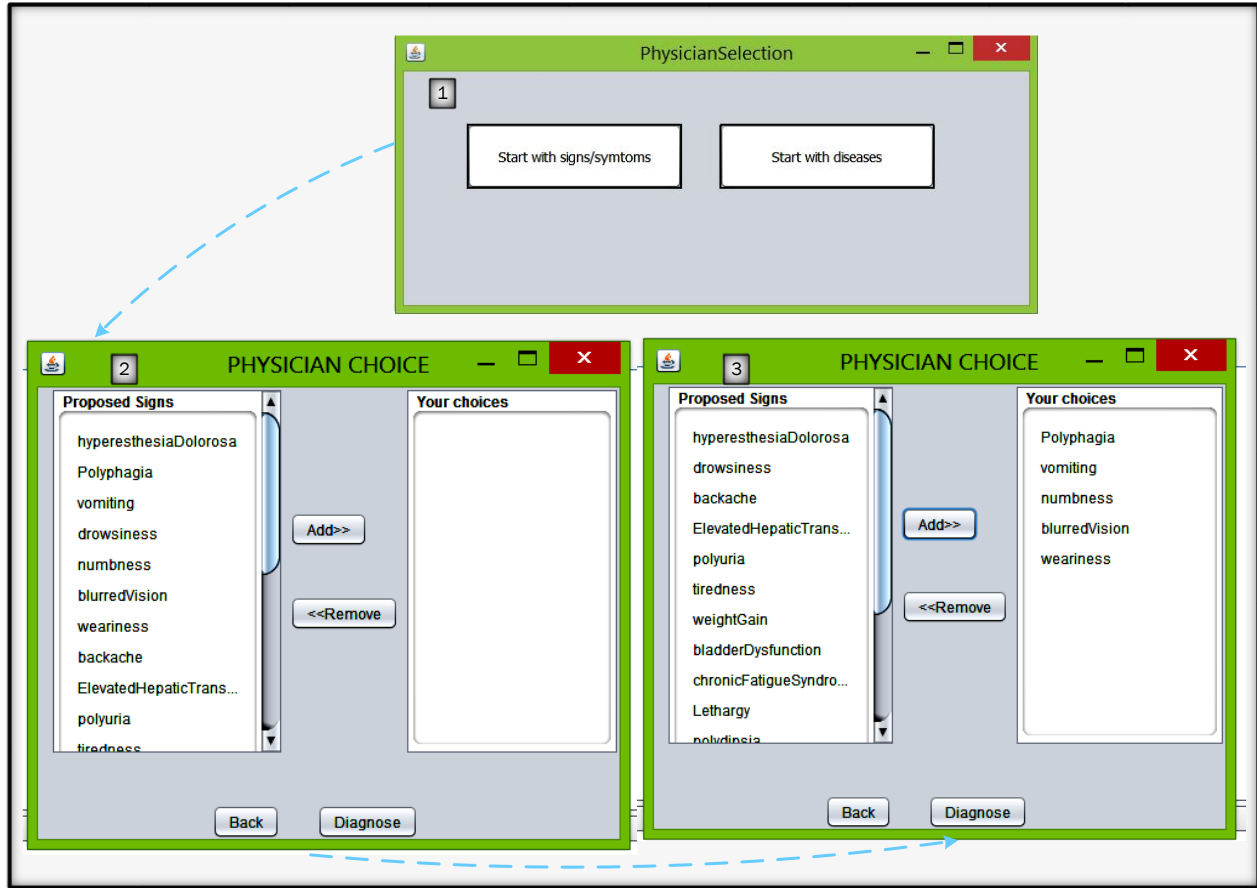 PhysicianSelection
1
Start with signs/symtoms
Start with diseases
2
PHYSICIAN CHOICE
Proposed Signs
hyperesthesiaDolorosa
Polyphagia
vomiting
drowsiness
numbness
blurredVision
weariness
backache
ElevatedHepaticTrans...
polyuria
tiredness
Add>>
<<Remove
Your choices
Back
Diagnose
3
PHYSICIAN CHOICE
Proposed Signs
hyperesthesiaDolorosa
drowsiness
backache
ElevatedHepaticTrans...
polyuria
tiredness
weightGain
bladderDysfunction
chronicFatigueSyndro...
Lethargy
polydipsia
Add>>
<<Remove
Your choices
Polyphagia
vomiting
numbness
blurredVision
weariness
Back
Diagnose